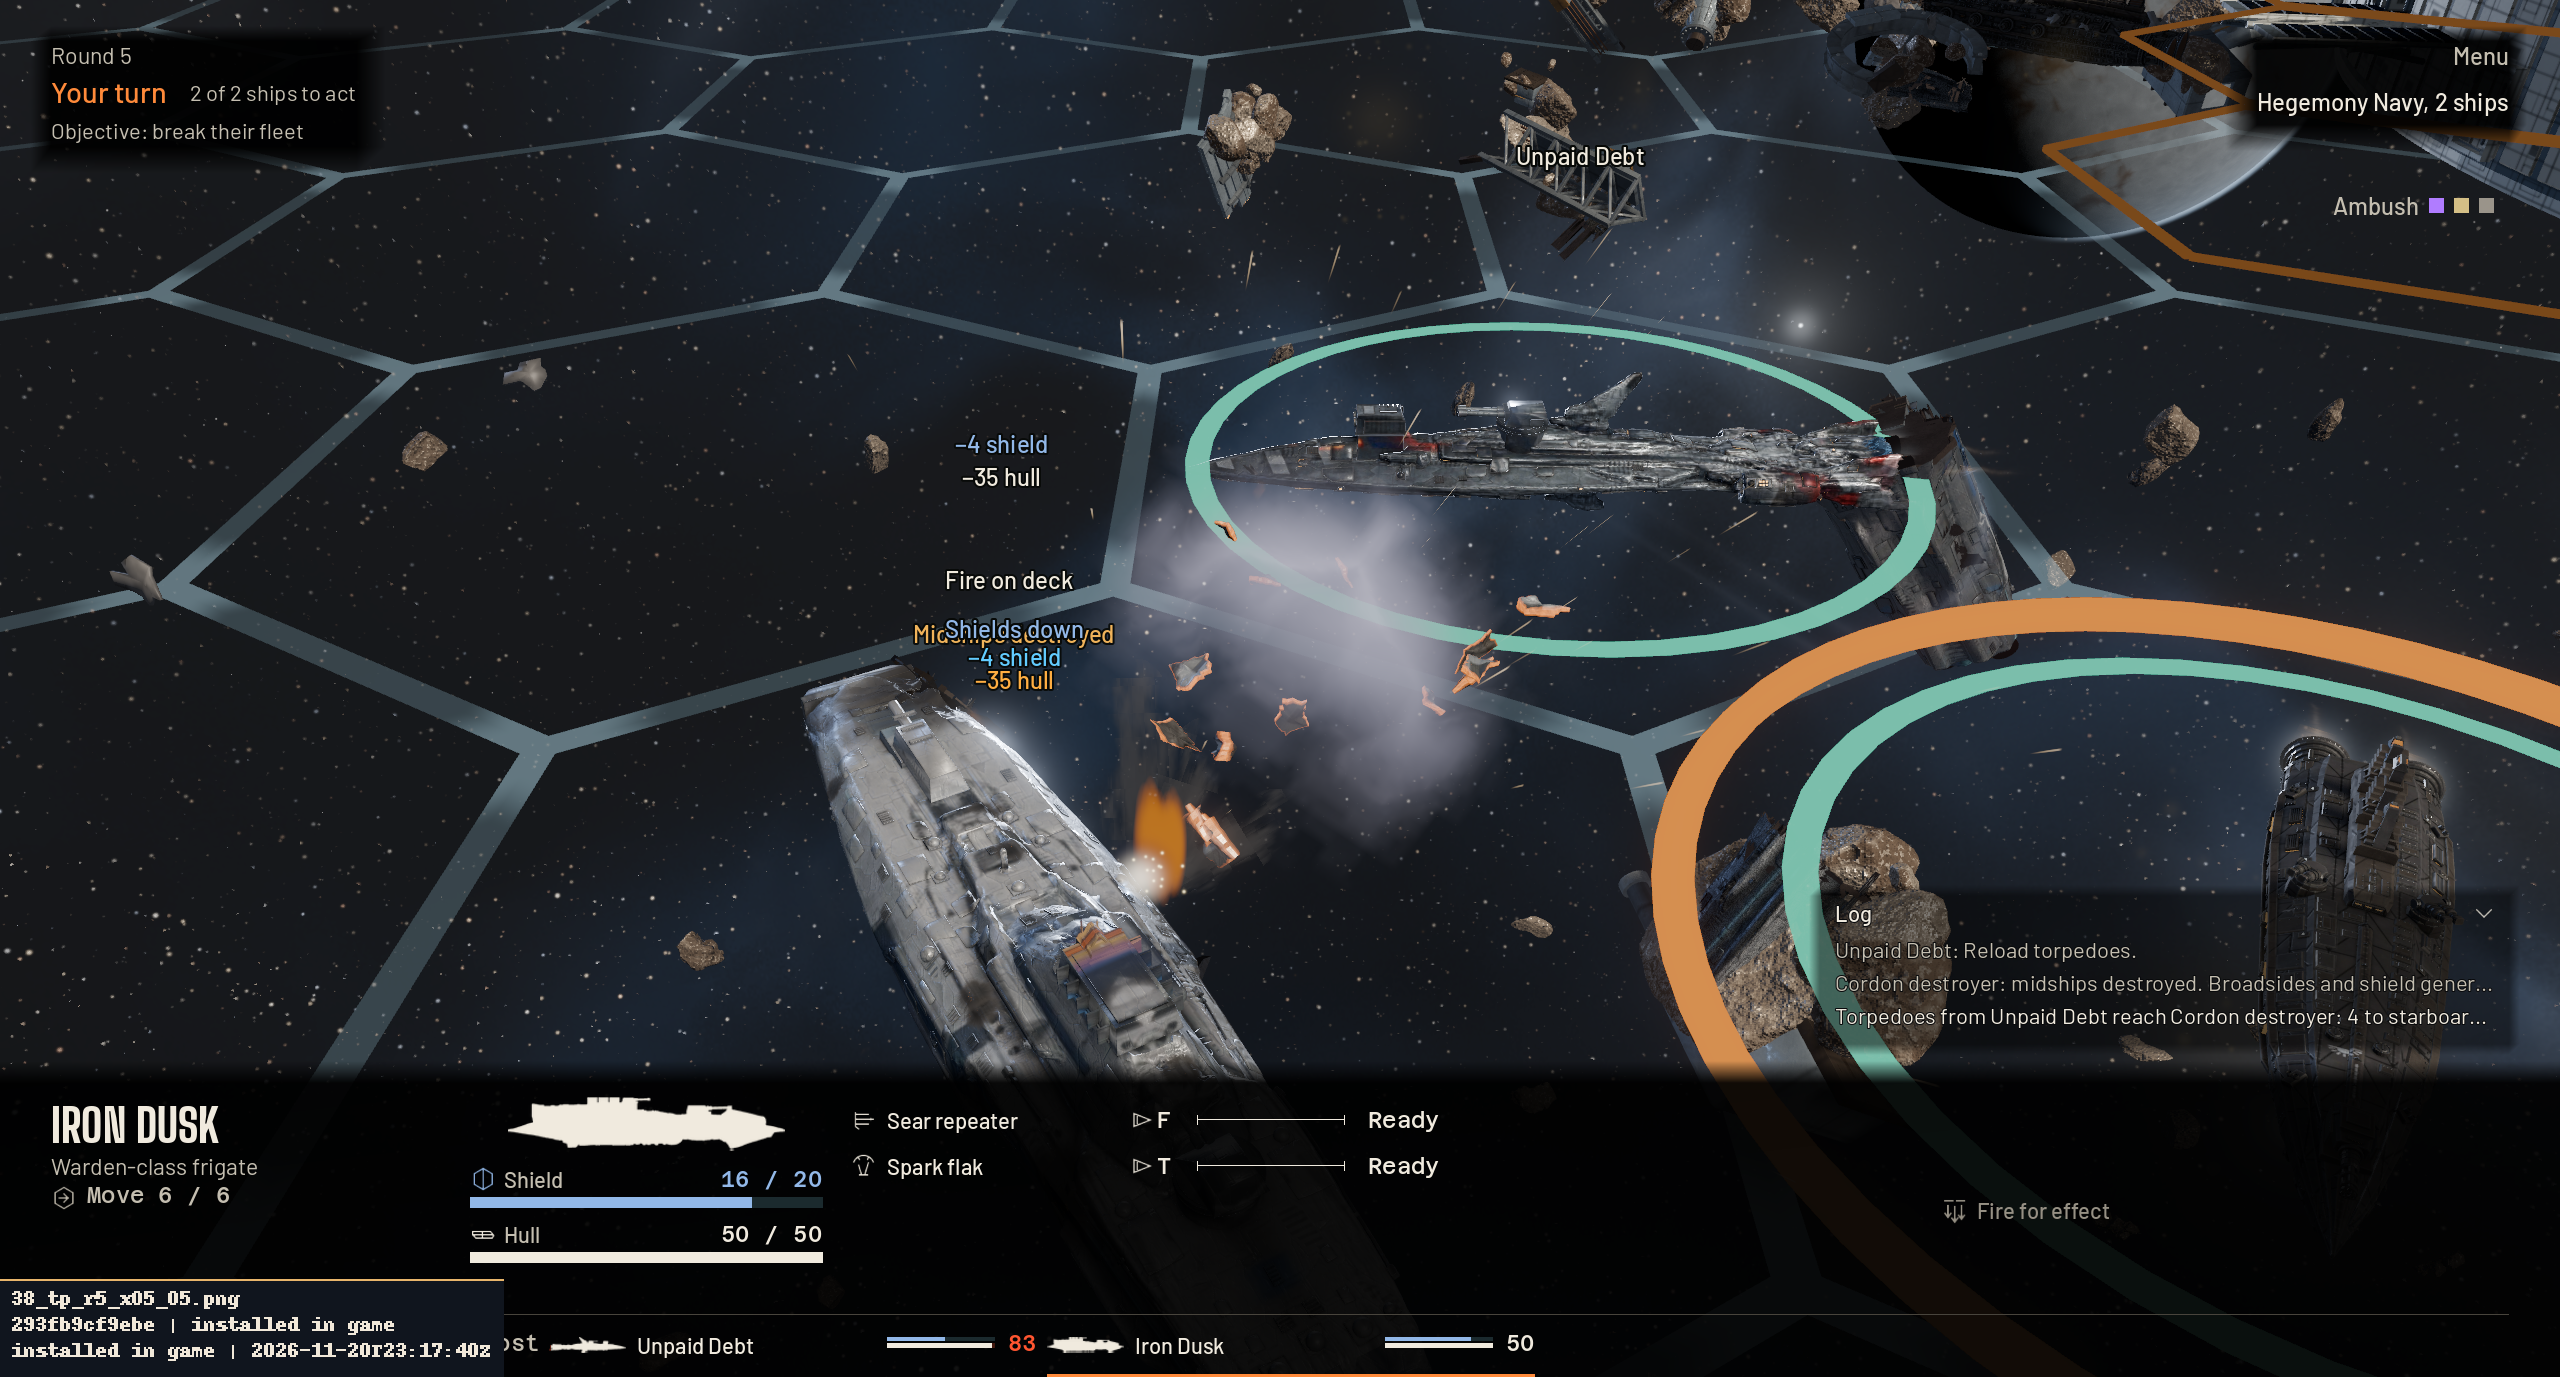 Round 5
Your turn 2 of 2 ships to act
Objective: break their fleet
Menu
Hegemony Navy, 2 ships
Ambush
Unpaid Debt
−4 shield
−35 hull
Fire on deck
Shields down
Midships destroyed
−4 shield
−35 hull
Log
Unpaid Debt: Reload torpedoes.
Cordon destroyer: midships destroyed. Broadsides and shield gener...
Torpedoes from Unpaid Debt reach Cordon destroyer: 4 to starboar...
IRON DUSK
Warden-class frigate
Move 6 / 6
Shield 16 / 20
Hull 50 / 50
Sear repeater F Ready
Spark flak T Ready
Fire for effect
38_tp_r5_x05_05.png
293fb9cf9ebe | installed in game
installed in game | 2026-11-20T23:17:40Z
ost Unpaid Debt 83 Iron Dusk 50